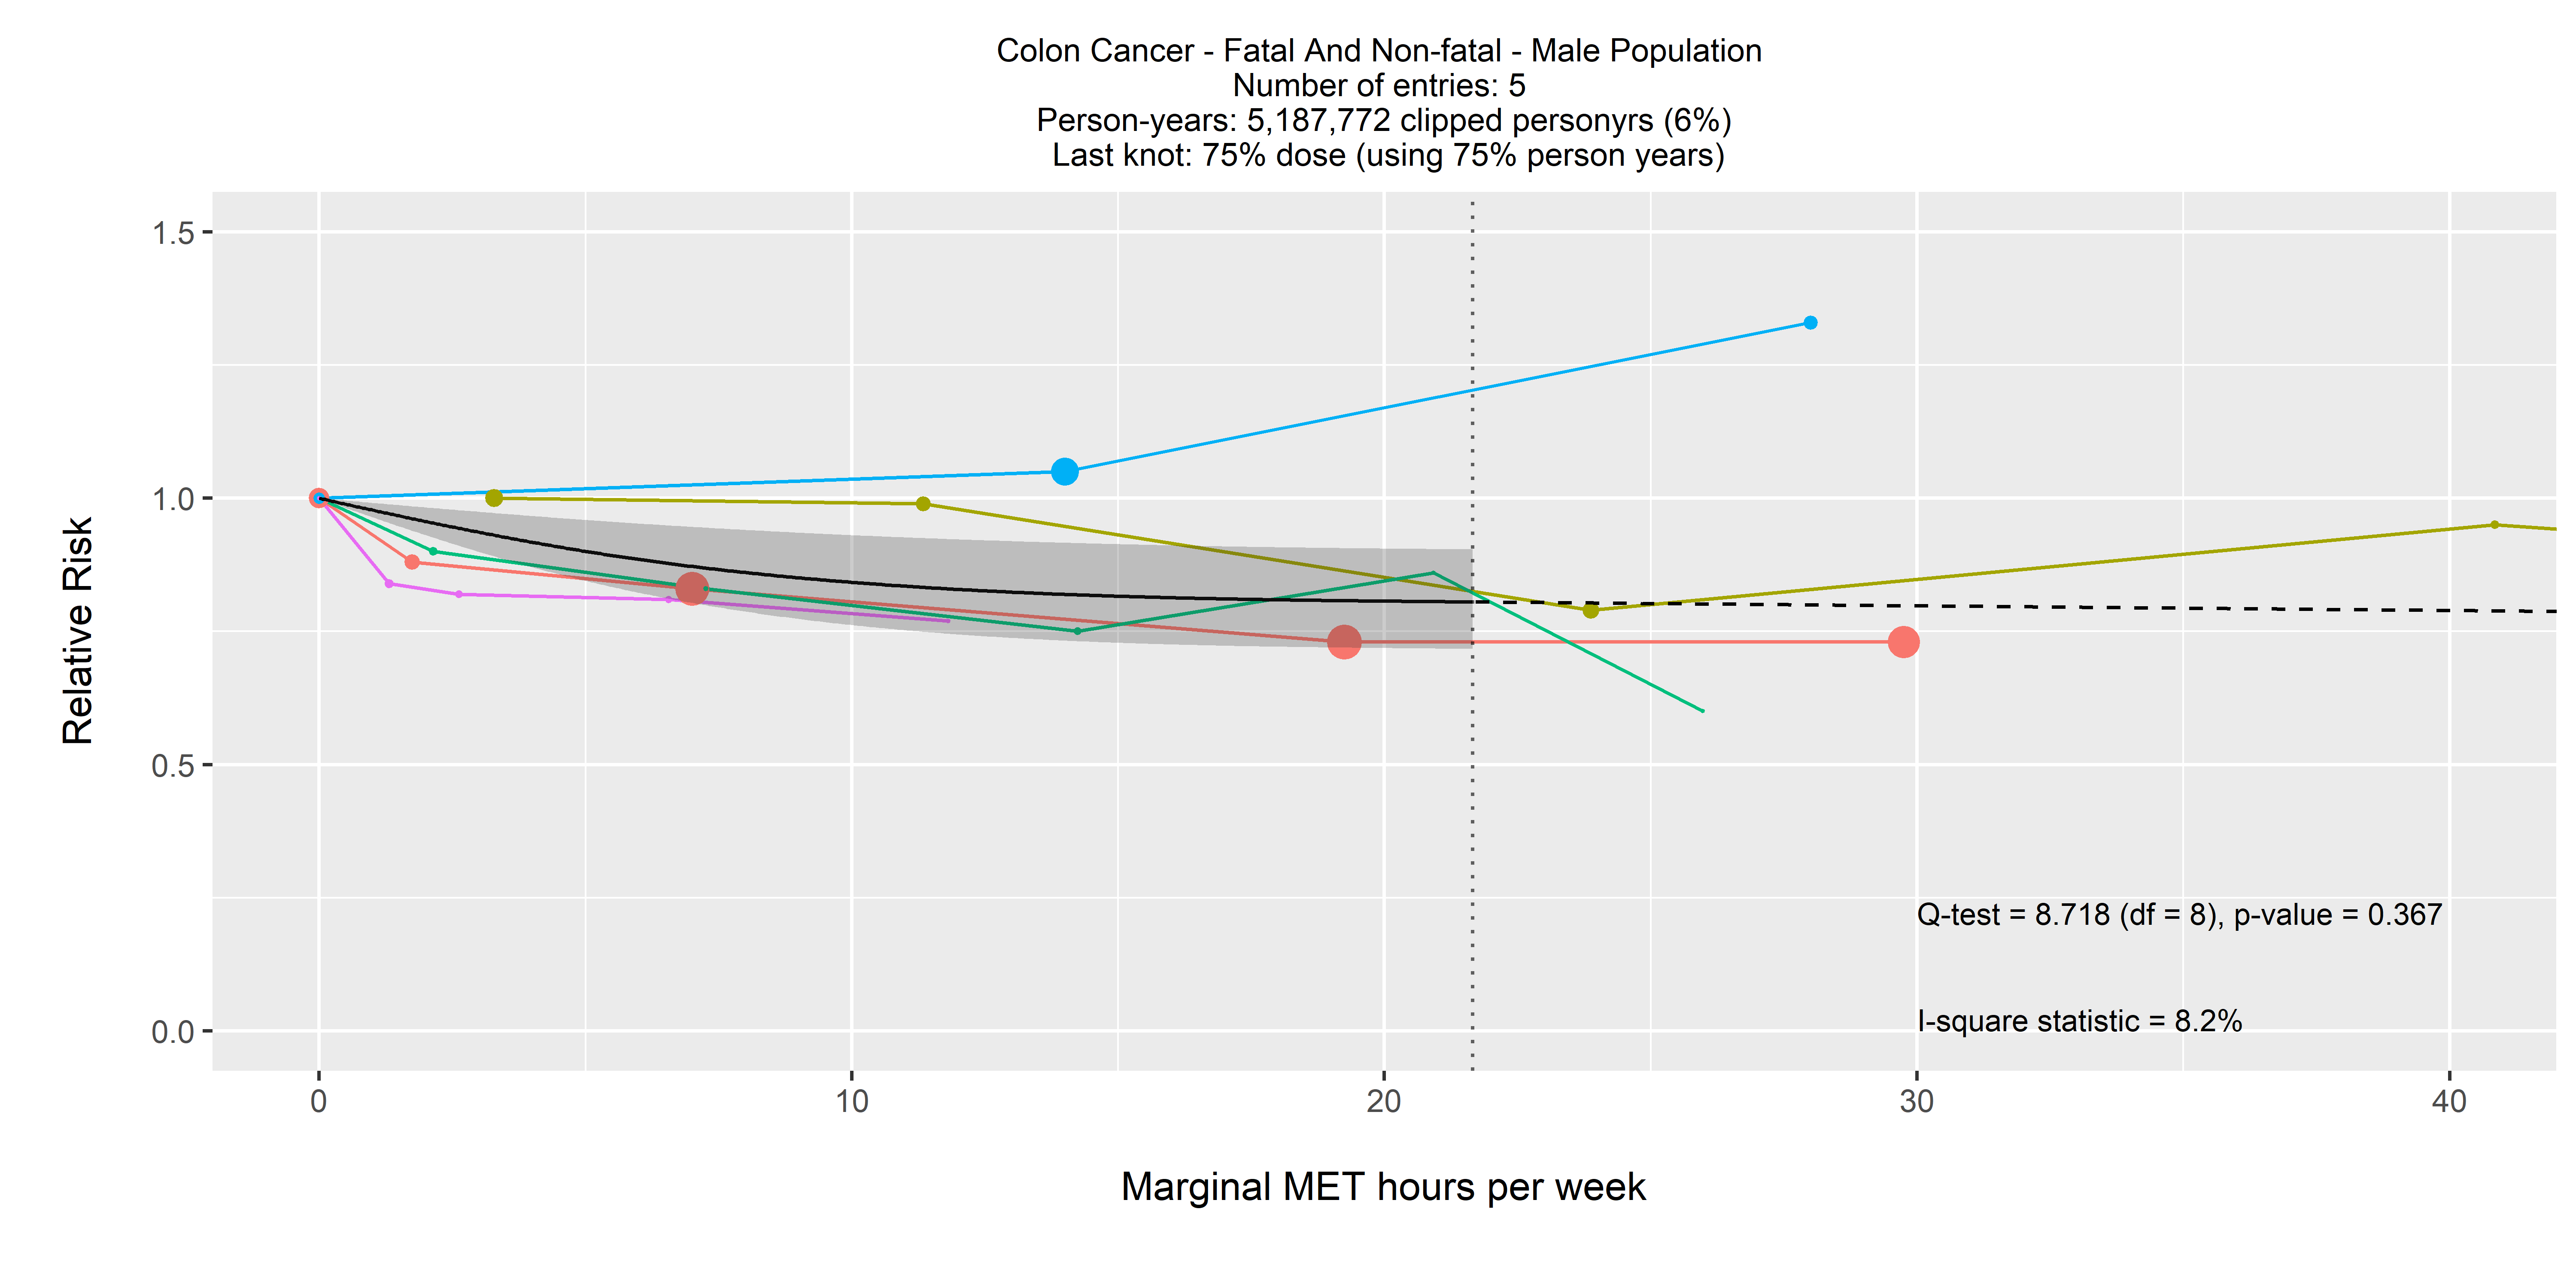 Colon Cancer - Fatal And Non-fatal - Male Population
Number of entries: 5
Person-years: 5,187,772 clipped personyrs (6%)
Last knot: 75% dose (using 75% person years)
1.5
1.0
0.5
0.0
Relative Risk
Q-test = 8.718 (df = 8), p-value = 0.367
I-square statistic = 8.2%
0
10
20
30
40
Marginal MET hours per week